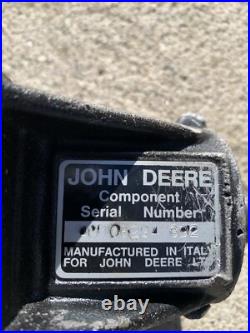 JOHN DEERE
Component
Serial Number
MANUFACTURED IN ITALY
FOR JOHN DEERE